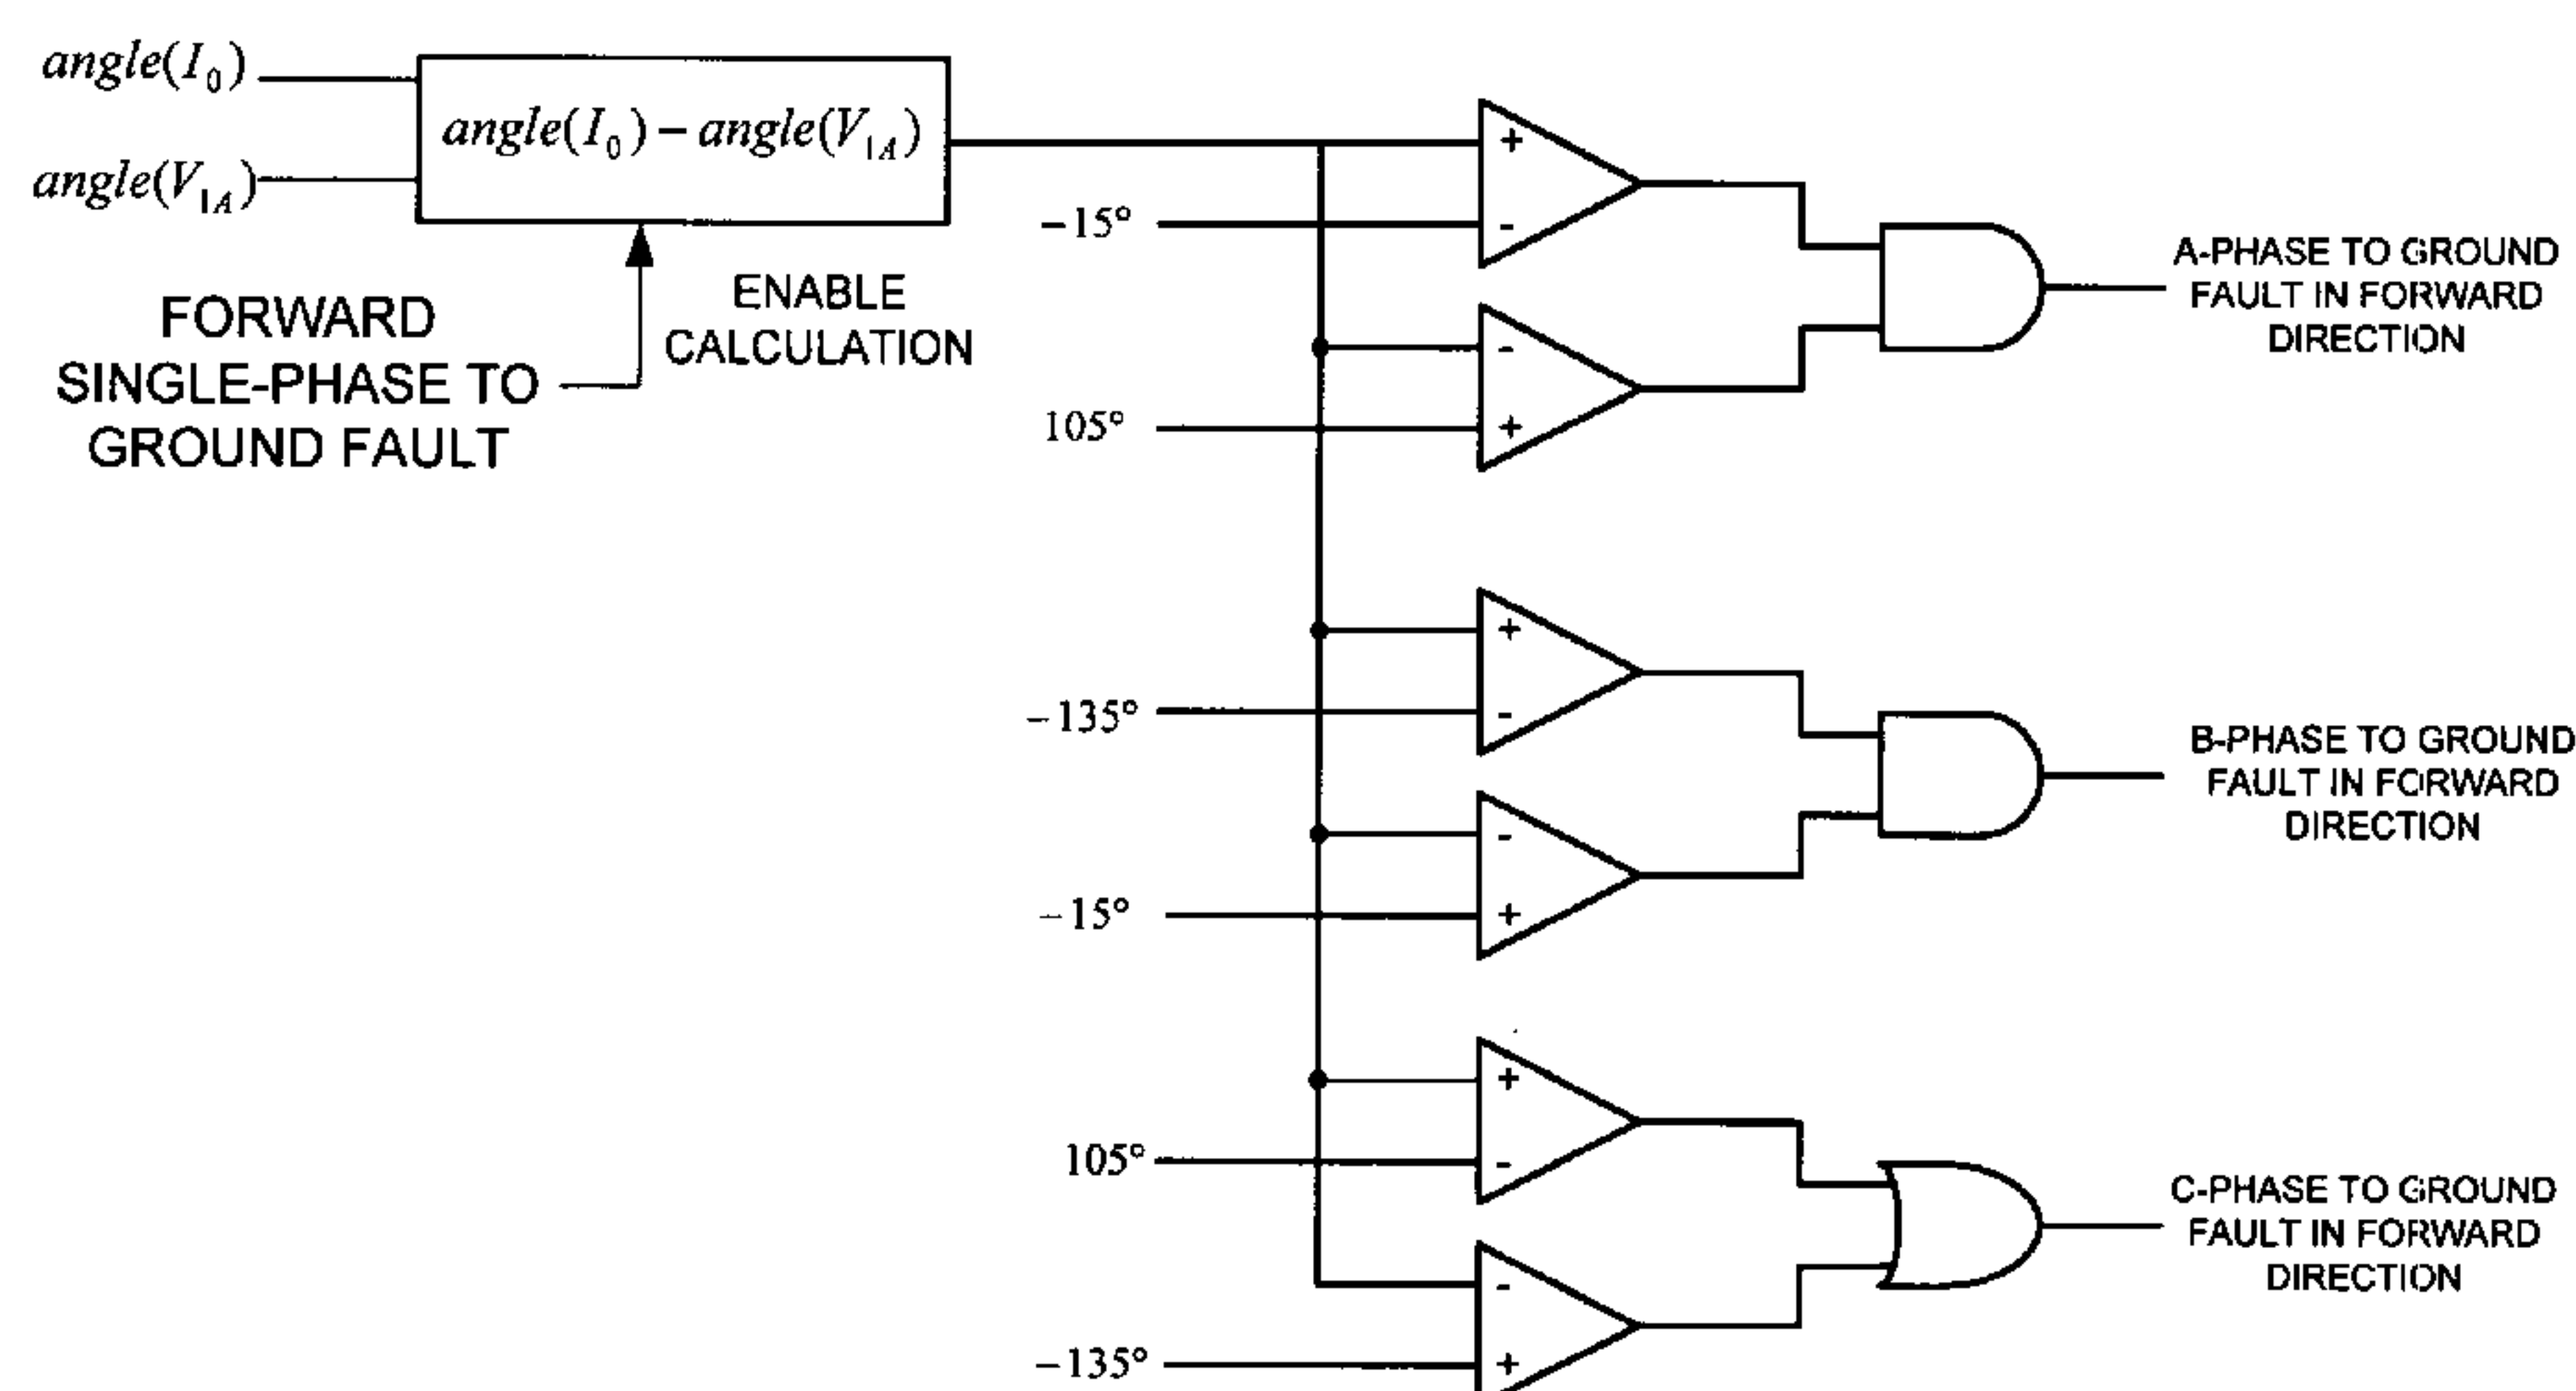 angle(I₀)
angle(V₁A)
angle(I₀) − angle(V₁A)
FORWARD
SINGLE-PHASE TO
GROUND FAULT
ENABLE
CALCULATION
+
−15°
-
-
105°
+
A-PHASE TO GROUND
FAULT IN FORWARD
DIRECTION
+
−135°
-
-
−15°
+
B-PHASE TO GROUND
FAULT IN FORWARD
DIRECTION
+
105°
-
-
−135°
+
C-PHASE TO GROUND
FAULT IN FORWARD
DIRECTION